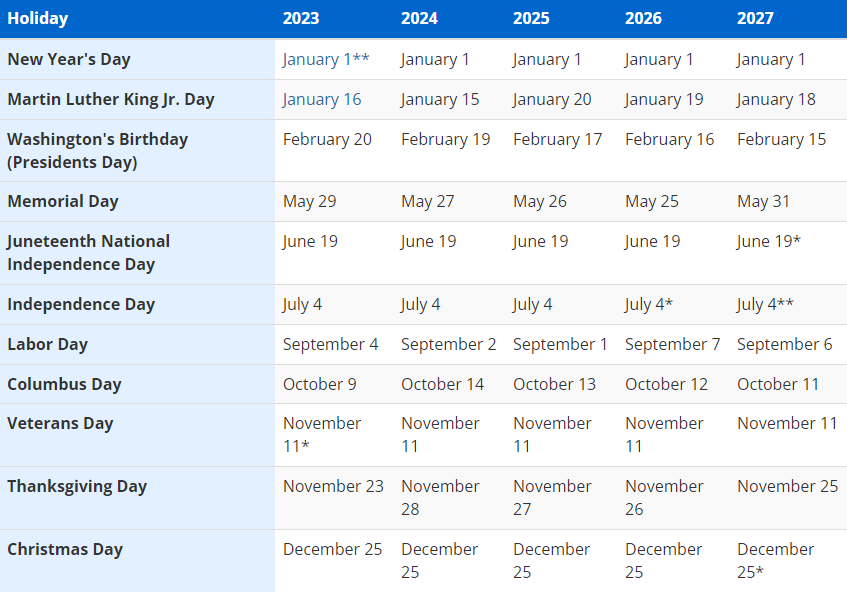 Holiday 2023 2024 2025 2026 2027
New Year's Day January 1** January 1 January 1 January 1 January 1
Martin Luther King Jr. Day January 16 January 15 January 20 January 19 January 18
Washington's Birthday February 20 February 19 February 17 February 16 February 15
(Presidents Day)
Memorial Day May 29 May 27 May 26 May 25 May 31
Juneteenth National June 19 June 19 June 19 June 19 June 19*
Independence Day
Independence Day July 4 July 4 July 4 July 4* July 4**
Labor Day September 4 September 2 September 1 September 7 September 6
Columbus Day October 9 October 14 October 13 October 12 October 11
Veterans Day November November November November November 11
11* 11 11 11
Thanksgiving Day November 23 November November November November 25
28 27 26
Christmas Day December 25 December December December December
25 25 25 25*